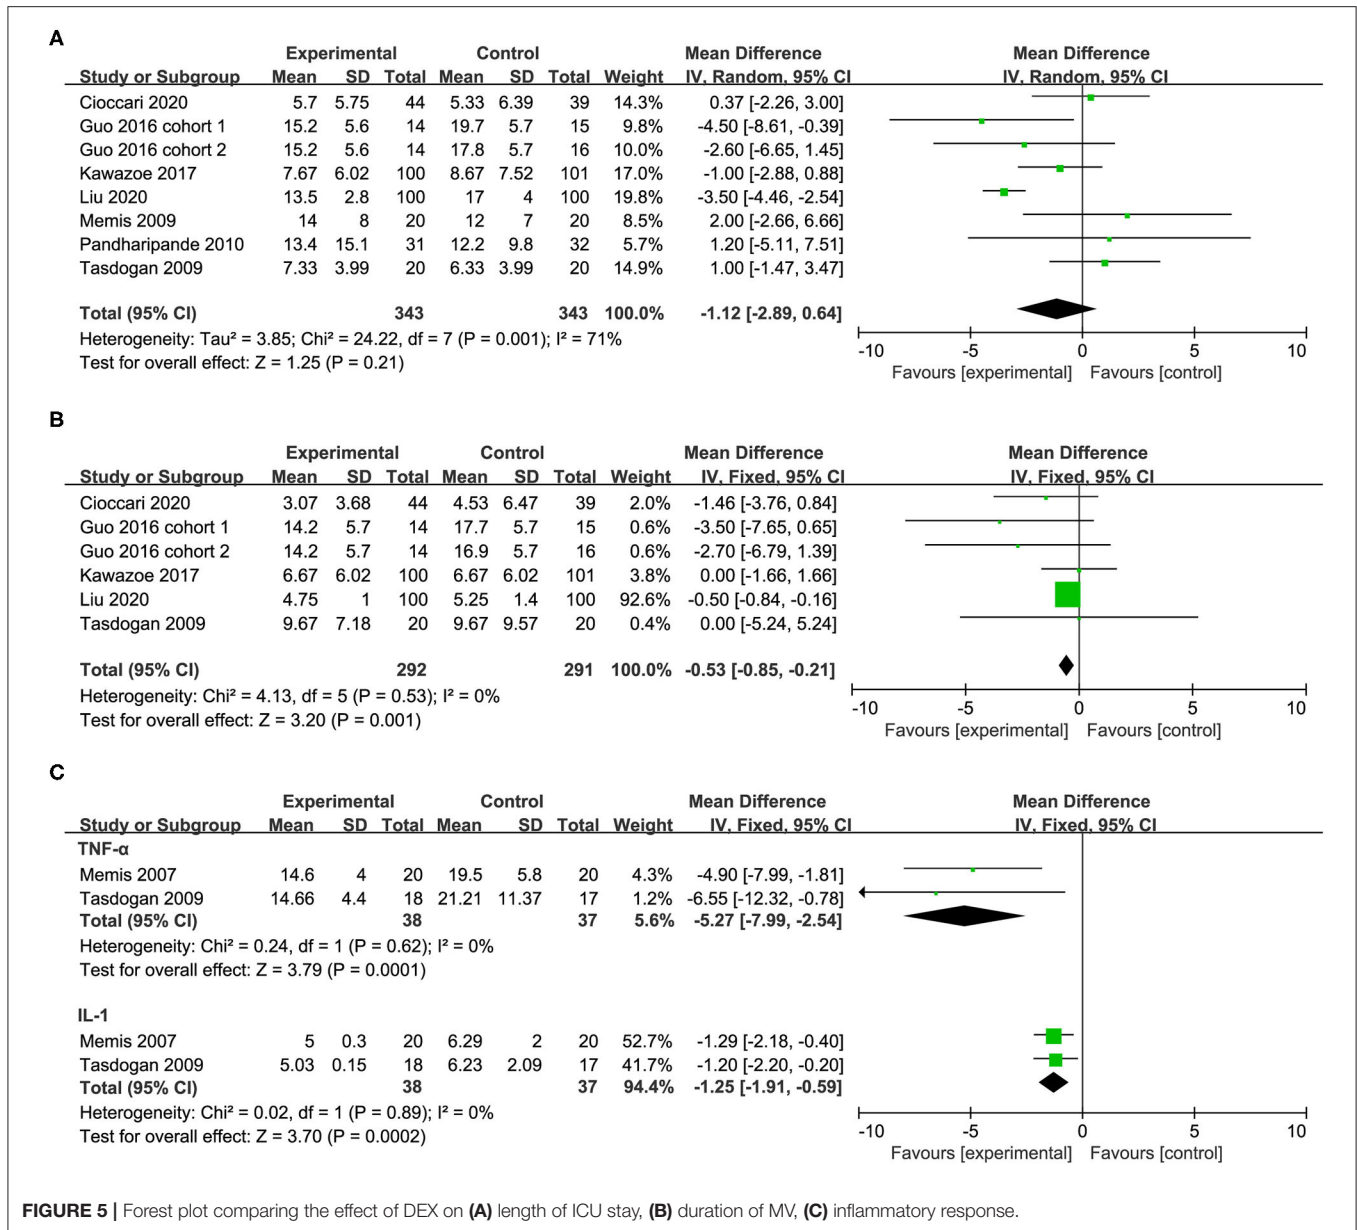 A
Experimental Control Mean Difference Mean Difference
Study or Subgroup Mean SD Total Mean SD Total Weight IV, Random, 95% CI IV, Random, 95% CI
Cioccari 2020 5.7 5.75 44 5.33 6.39 39 14.3% 0.37 [-2.26, 3.00]
Guo 2016 cohort 1 15.2 5.6 14 19.7 5.7 15 9.8% -4.50 [-8.61, -0.39]
Guo 2016 cohort 2 15.2 5.6 14 17.8 5.7 16 10.0% -2.60 [-6.65, 1.45]
Kawazoe 2017 7.67 6.02 100 8.67 7.52 101 17.0% -1.00 [-2.88, 0.88]
Liu 2020 13.5 2.8 100 17 4 100 19.8% -3.50 [-4.46, -2.54]
Memis 2009 14 8 20 12 7 20 8.5% 2.00 [-2.66, 6.66]
Pandharipande 2010 13.4 15.1 31 12.2 9.8 32 5.7% 1.20 [-5.11, 7.51]
Tasdogan 2009 7.33 3.99 20 6.33 3.99 20 14.9% 1.00 [-1.47, 3.47]
Total (95% CI) 343 343 100.0% -1.12 [-2.89, 0.64]
Heterogeneity: Tau² = 3.85; Chi² = 24.22, df = 7 (P = 0.001); I² = 71%
Test for overall effect: Z = 1.25 (P = 0.21)
-10 -5 0 5 10
Favours [experimental] Favours [control]
B
Experimental Control Mean Difference Mean Difference
Study or Subgroup Mean SD Total Mean SD Total Weight IV, Fixed, 95% CI IV, Fixed, 95% CI
Cioccari 2020 3.07 3.68 44 4.53 6.47 39 2.0% -1.46 [-3.76, 0.84]
Guo 2016 cohort 1 14.2 5.7 14 17.7 5.7 15 0.6% -3.50 [-7.65, 0.65]
Guo 2016 cohort 2 14.2 5.7 14 16.9 5.7 16 0.6% -2.70 [-6.79, 1.39]
Kawazoe 2017 6.67 6.02 100 6.67 6.02 101 3.8% 0.00 [-1.66, 1.66]
Liu 2020 4.75 1 100 5.25 1.4 100 92.6% -0.50 [-0.84, -0.16]
Tasdogan 2009 9.67 7.18 20 9.67 9.57 20 0.4% 0.00 [-5.24, 5.24]
Total (95% CI) 292 291 100.0% -0.53 [-0.85, -0.21]
Heterogeneity: Chi² = 4.13, df = 5 (P = 0.53); I² = 0%
Test for overall effect: Z = 3.20 (P = 0.001)
-10 -5 0 5 10
Favours [experimental] Favours [control]
C
Experimental Control Mean Difference Mean Difference
Study or Subgroup Mean SD Total Mean SD Total Weight IV, Fixed, 95% CI IV, Fixed, 95% CI
TNF-α
Memis 2007 14.6 4 20 19.5 5.8 20 4.3% -4.90 [-7.99, -1.81]
Tasdogan 2009 14.66 4.4 18 21.21 11.37 17 1.2% -6.55 [-12.32, -0.78]
Total (95% CI) 38 37 5.6% -5.27 [-7.99, -2.54]
Heterogeneity: Chi² = 0.24, df = 1 (P = 0.62); I² = 0%
Test for overall effect: Z = 3.79 (P = 0.0001)
IL-1
Memis 2007 5 0.3 20 6.29 2 20 52.7% -1.29 [-2.18, -0.40]
Tasdogan 2009 5.03 0.15 18 6.23 2.09 17 41.7% -1.20 [-2.20, -0.20]
Total (95% CI) 38 37 94.4% -1.25 [-1.91, -0.59]
Heterogeneity: Chi² = 0.02, df = 1 (P = 0.89); I² = 0%
Test for overall effect: Z = 3.70 (P = 0.0002)
-10 -5 0 5 10
Favours [experimental] Favours [control]
FIGURE 5 | Forest plot comparing the effect of DEX on (A) length of ICU stay, (B) duration of MV, (C) inflammatory response.